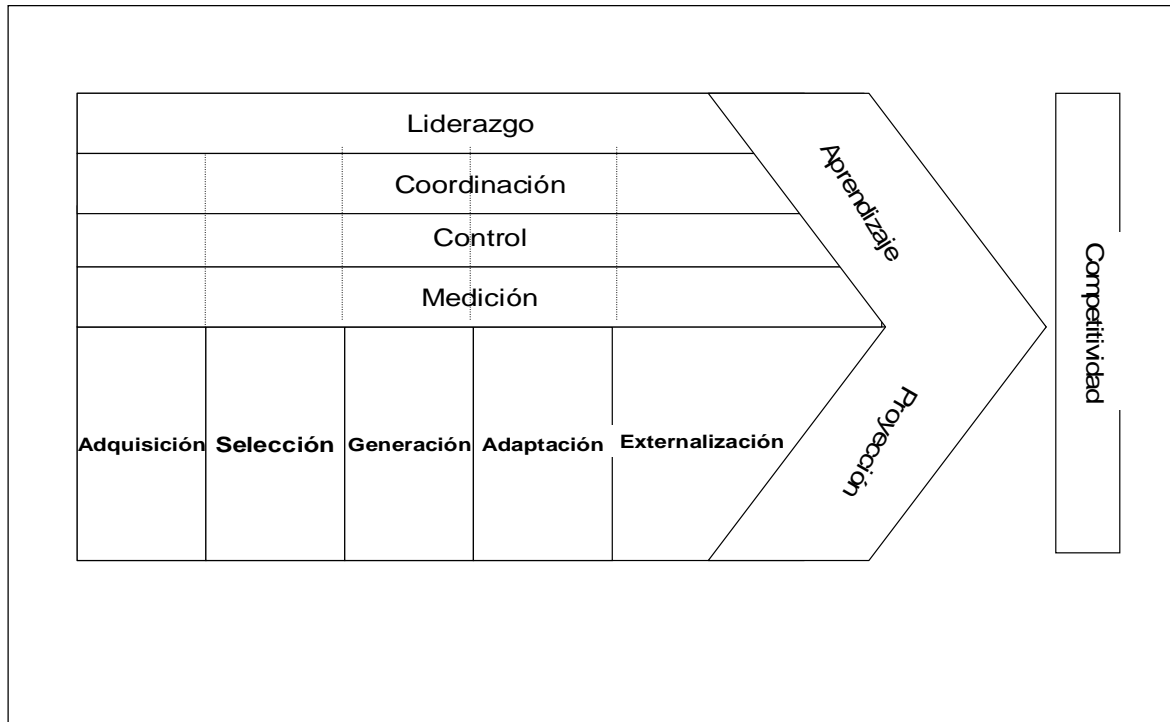 Liderazgo
Coordinación
Control
Medición
Adquisición
Selección
Generación
Adaptación
Externalización
Aprendizaje
Proyección
Competitividad